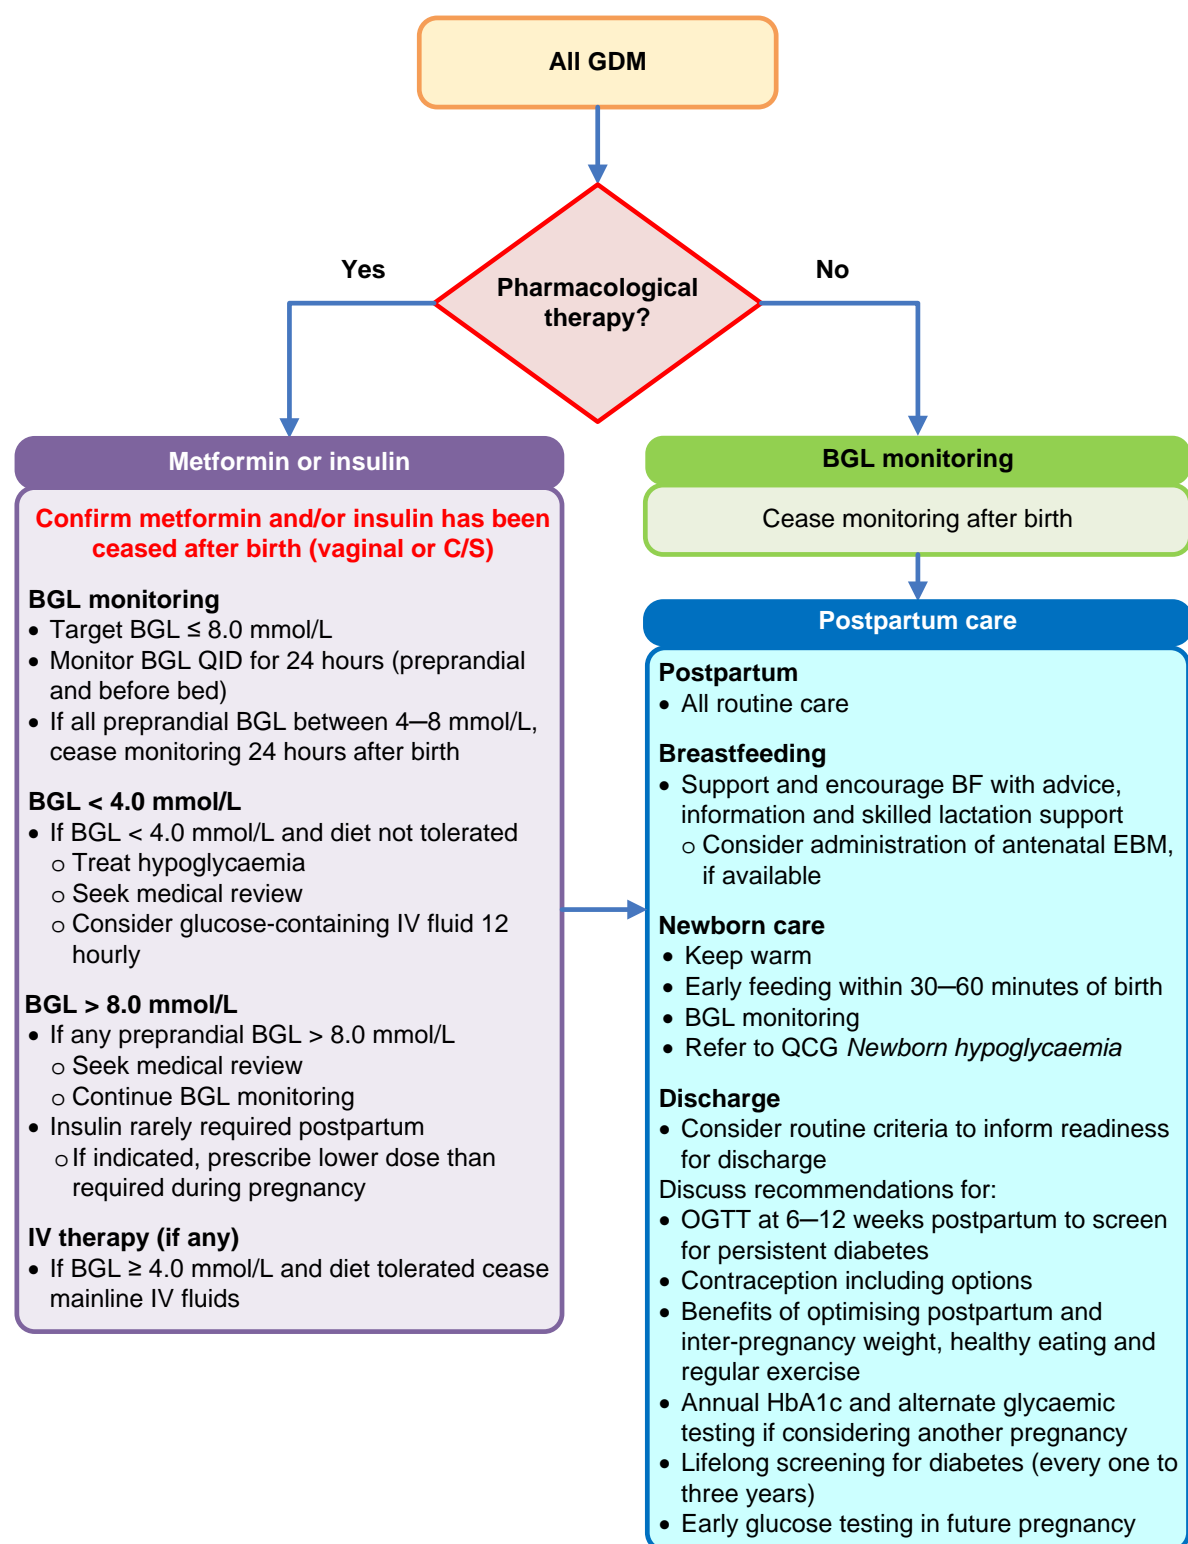 All GDM
Pharmacological
therapy?
Yes
No
Metformin or insulin
Confirm metformin and/or insulin has been
ceased after birth (vaginal or C/S)
BGL monitoring
• Target BGL ≤ 8.0 mmol/L
• Monitor BGL QID for 24 hours (preprandial
and before bed)
• If all preprandial BGL between 4–8 mmol/L,
cease monitoring 24 hours after birth
BGL < 4.0 mmol/L
• If BGL < 4.0 mmol/L and diet not tolerated
o Treat hypoglycaemia
o Seek medical review
o Consider glucose-containing IV fluid 12
hourly
BGL > 8.0 mmol/L
• If any preprandial BGL > 8.0 mmol/L
o Seek medical review
o Continue BGL monitoring
• Insulin rarely required postpartum
o If indicated, prescribe lower dose than
required during pregnancy
IV therapy (if any)
• If BGL ≥ 4.0 mmol/L and diet tolerated cease
mainline IV fluids
BGL monitoring
Cease monitoring after birth
Postpartum care
Postpartum
• All routine care
Breastfeeding
• Support and encourage BF with advice,
information and skilled lactation support
o Consider administration of antenatal EBM,
if available
Newborn care
• Keep warm
• Early feeding within 30–60 minutes of birth
• BGL monitoring
• Refer to QCG Newborn hypoglycaemia
Discharge
• Consider routine criteria to inform readiness
for discharge
Discuss recommendations for:
• OGTT at 6–12 weeks postpartum to screen
for persistent diabetes
• Contraception including options
• Benefits of optimising postpartum and
inter-pregnancy weight, healthy eating and
regular exercise
• Annual HbA1c and alternate glycaemic
testing if considering another pregnancy
• Lifelong screening for diabetes (every one to
three years)
• Early glucose testing in future pregnancy